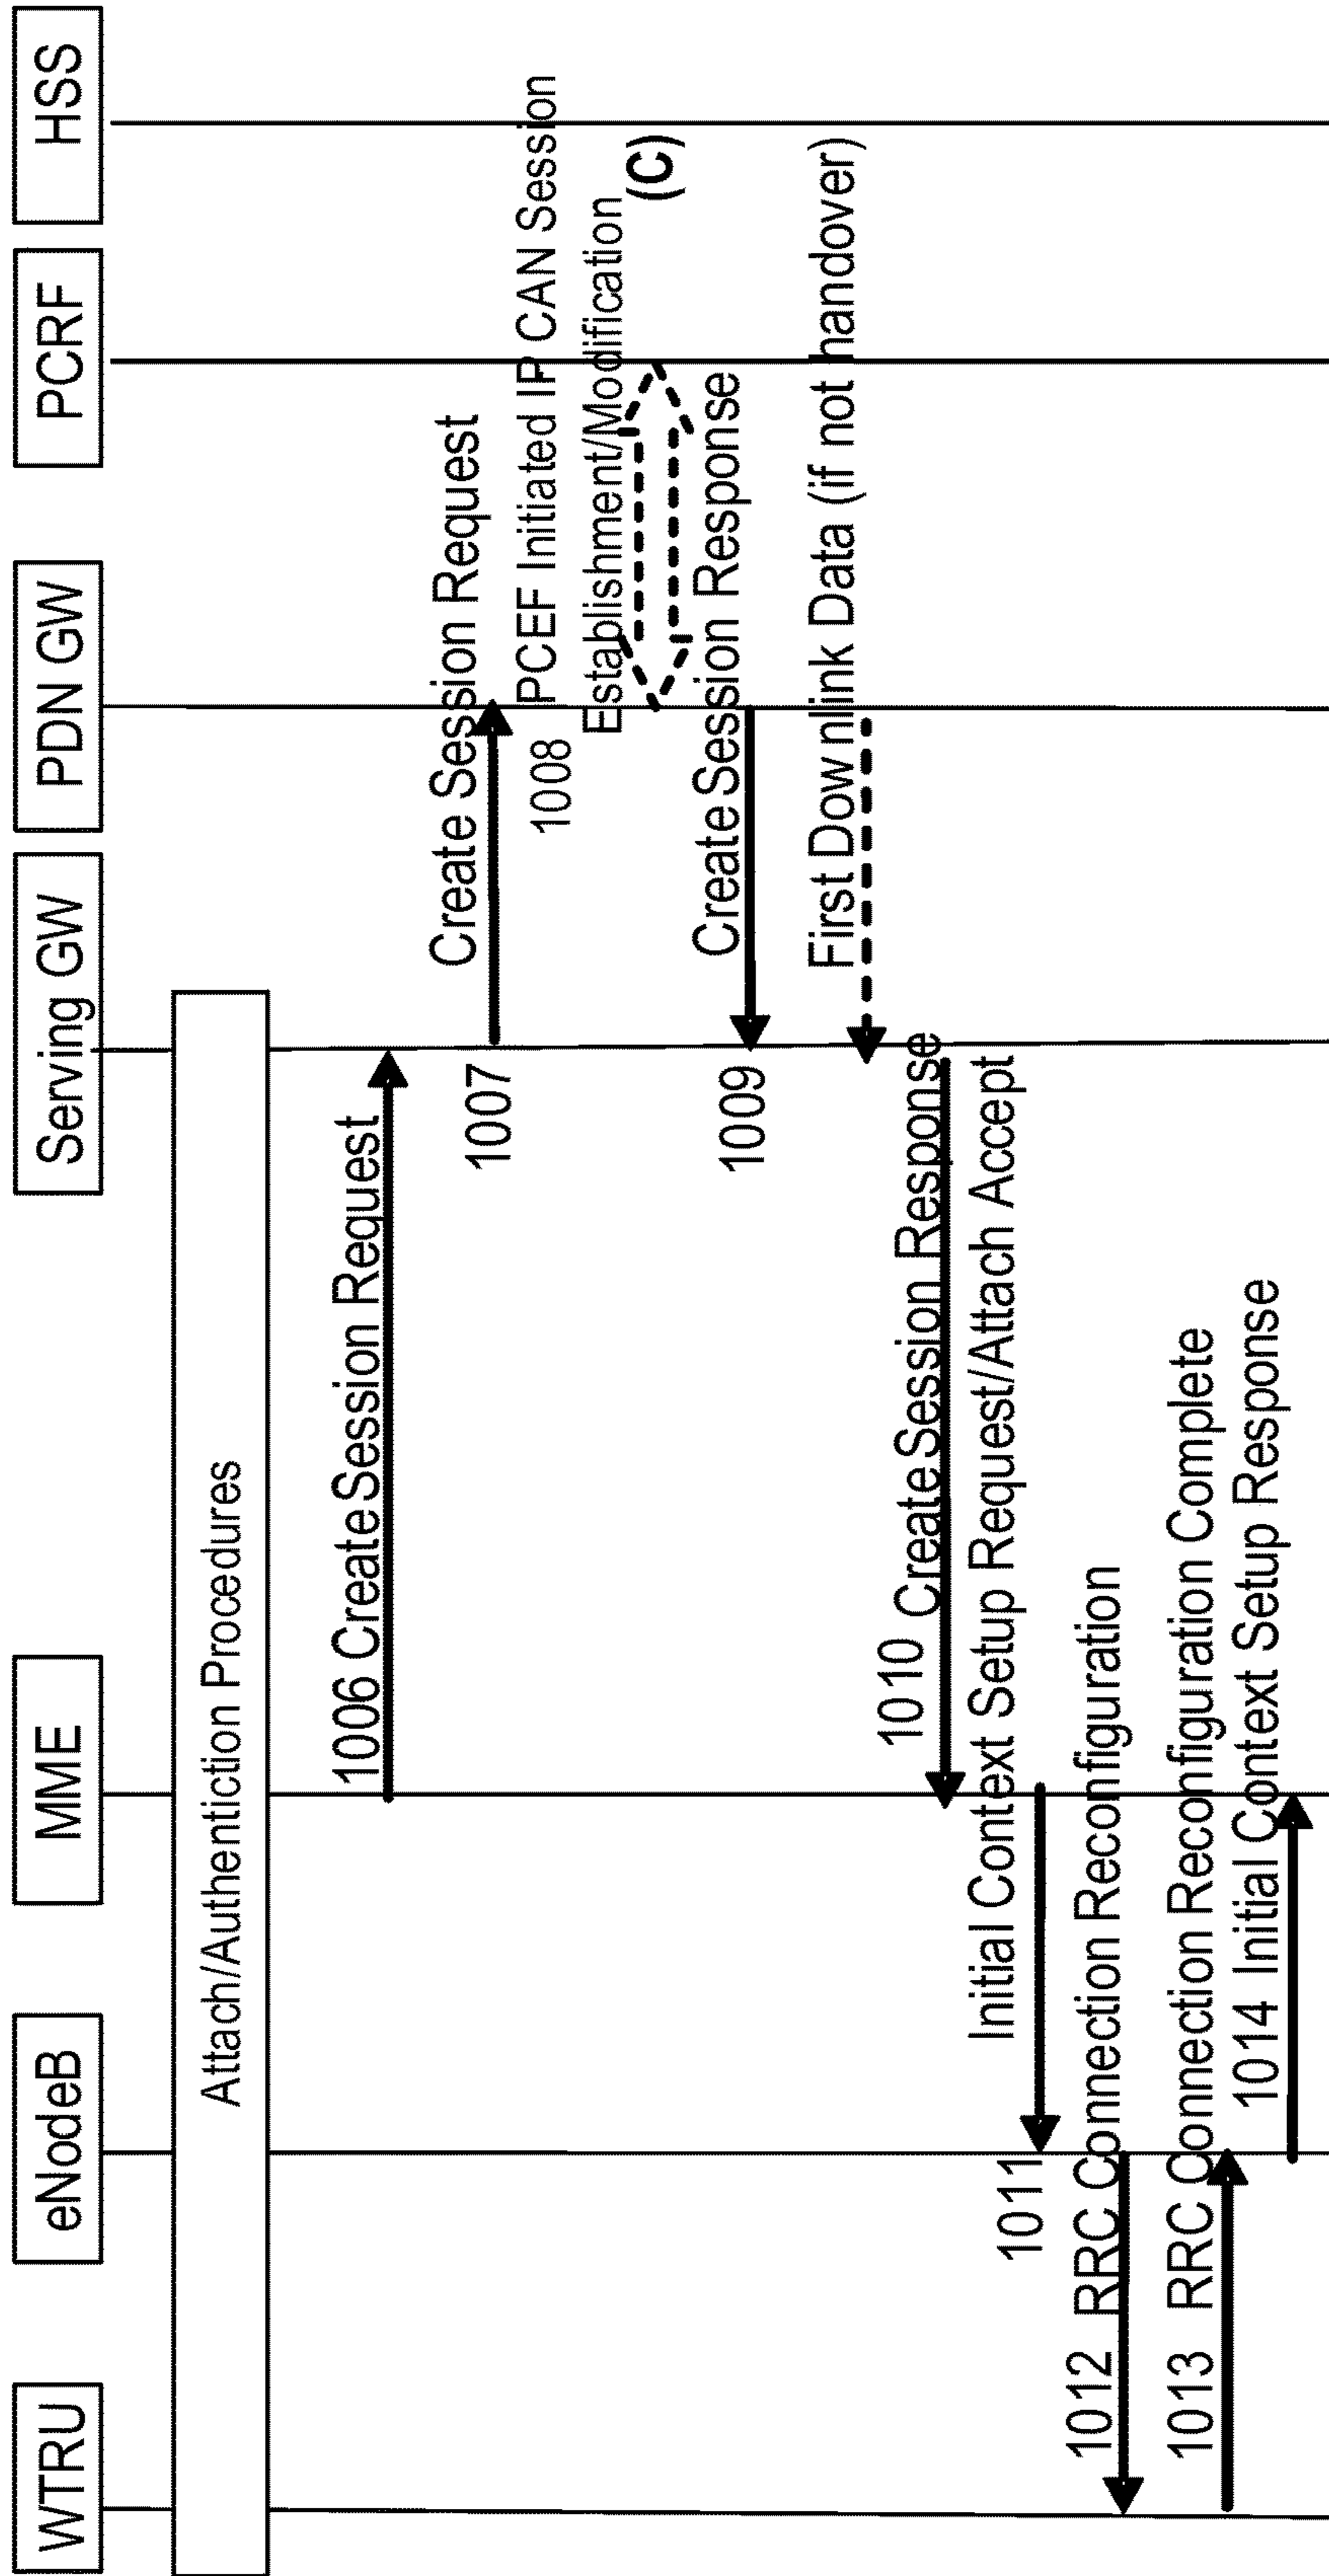 WTRU
eNodeB
MME
Serving GW
PDN GW
PCRF
HSS
Attach/Authentiction Procedures
1006 Create Session Request
Create Session Request
1007
PCEF Initiated IP CAN Session
1008
Establishment/Modification
(C)
Create Session Response
1009
First Downlink Data (if not handover)
1010 Create Session Response
Initial Context Setup Request/Attach Accept
1011
1012 RRC Connection Reconfiguration
1013 RRC Connection Reconfiguration Complete
1014 Initial Context Setup Response